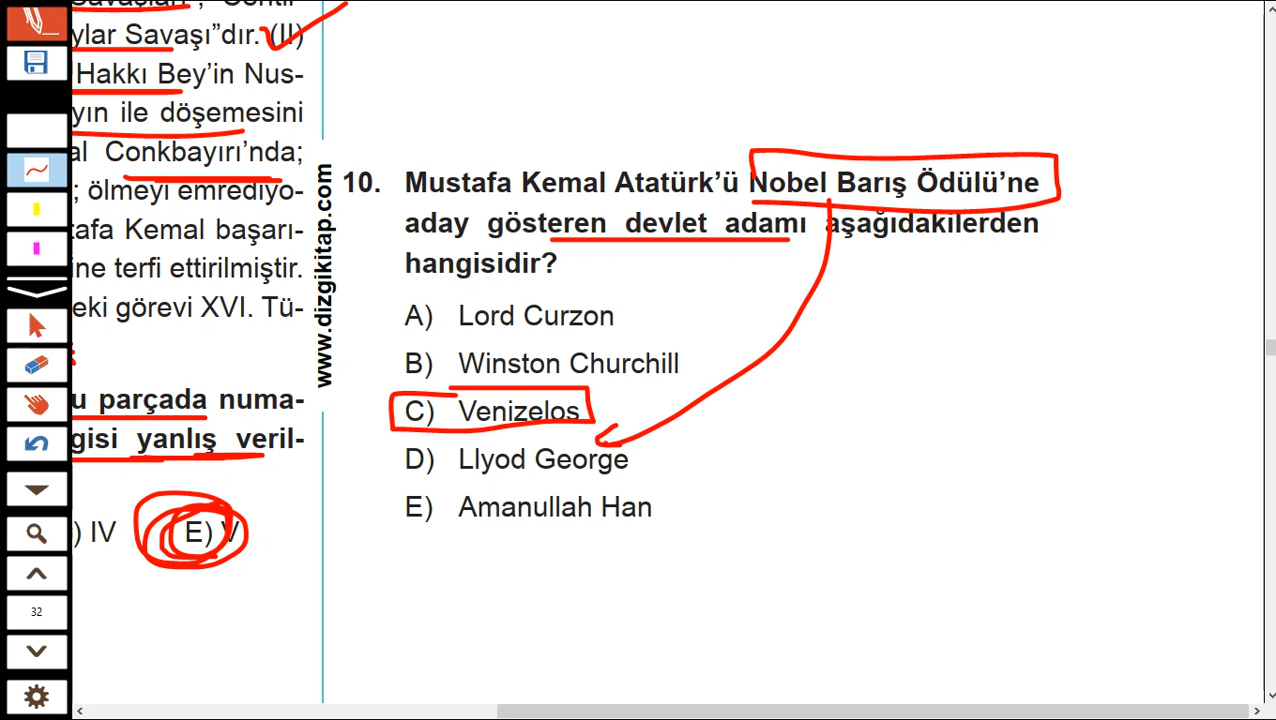 Savaşları", "Centil-
ylar Savaşı”dır. (II)
Hakkı Bey’in Nus-
yın ile döşemesini
al Conkbayırı’nda;
; ölmeyi emrediyo-
tafa Kemal başarı-
ine terfi ettirilmiştir.
eki görevi XVI. Tü-
u parçada numa-
gisi yanlış veril-
) IV E) V
www.dizgikitap.com
10. Mustafa Kemal Atatürk’ü Nobel Barış Ödülü’ne
aday gösteren devlet adamı aşağıdakilerden
hangisidir?
A) Lord Curzon
B) Winston Churchill
C) Venizelos
D) Llyod George
E) Amanullah Han
32